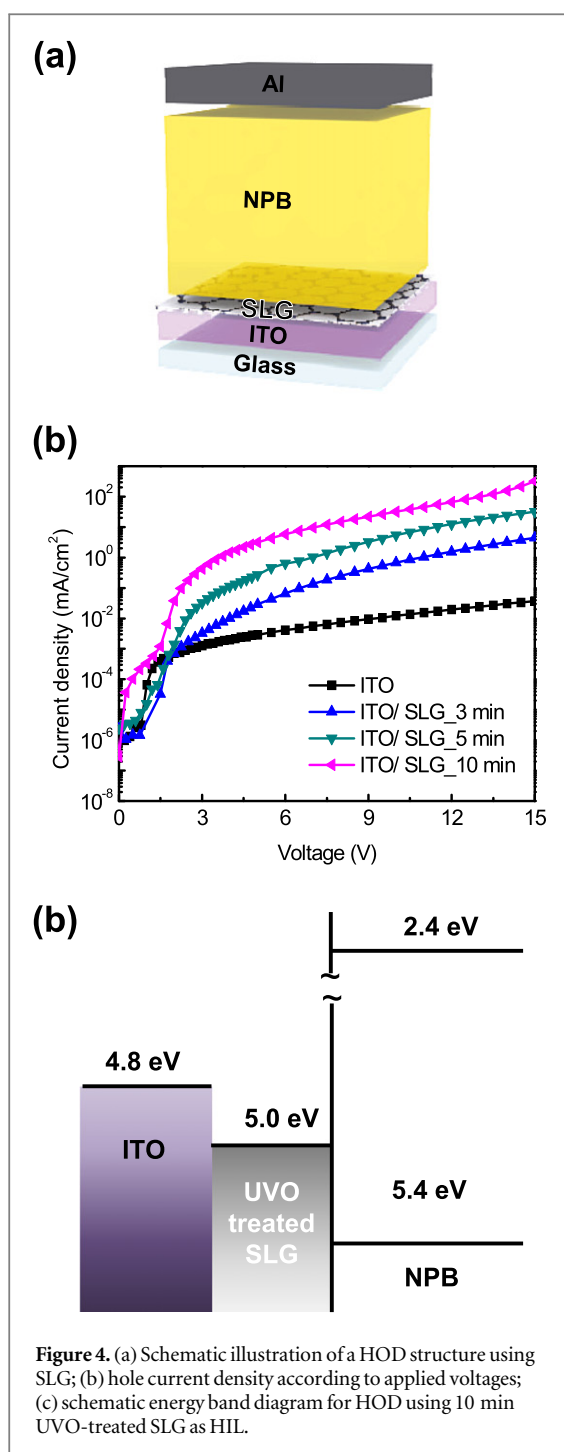 (a)
Al
NPB
SLG
ITO
Glass
(b)
Current density (mA/cm²)
10²
10⁰
10⁻²
10⁻⁴
10⁻⁶
10⁻⁸
ITO
ITO/ SLG_3 min
ITO/ SLG_5 min
ITO/ SLG_10 min
0 3 6 9 12 15
Voltage (V)
(b)
2.4 eV
~
~
4.8 eV
5.0 eV
ITO
5.4 eV
UVO
treated
SLG
NPB
Figure 4. (a) Schematic illustration of a HOD structure using
SLG; (b) hole current density according to applied voltages;
(c) schematic energy band diagram for HOD using 10 min
UVO-treated SLG as HIL.